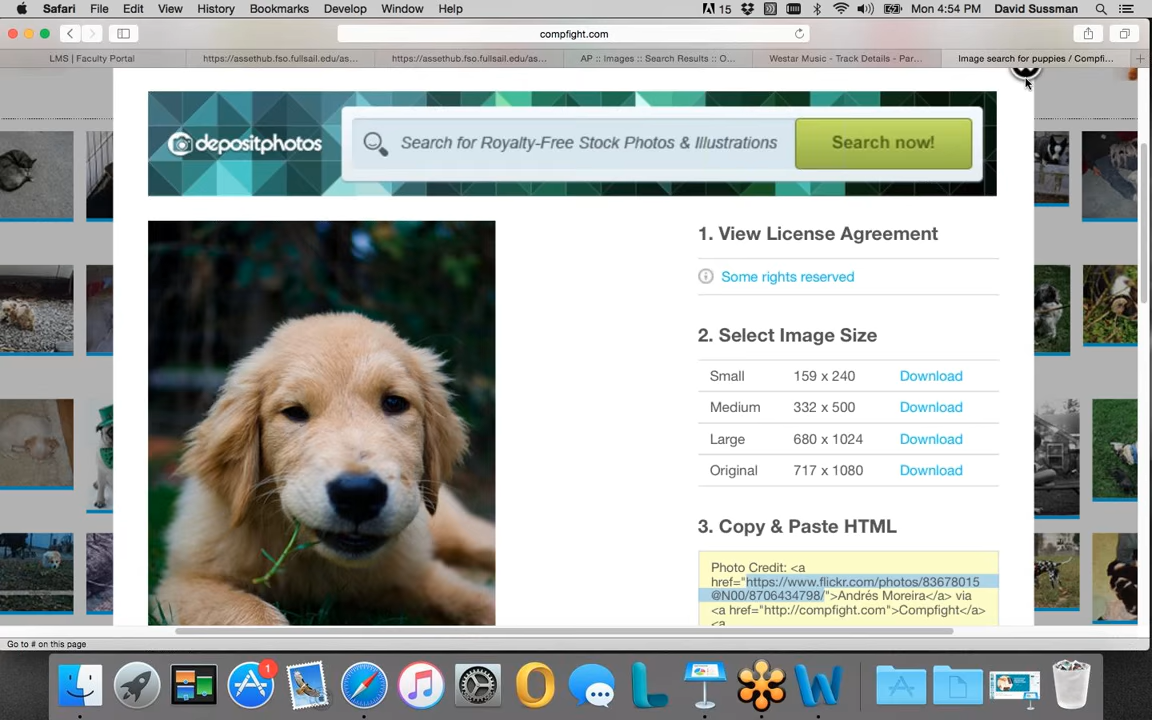 Safari File Edit View History Bookmarks Develop Window Help 15 Mon 4:54 PM David Sussman
compfight.com
LMS | Faculty Portal https://assethub.fso.fullsail.edu/as... https://assethub.fso.fullsail.edu/as... AP :: Images :: Search Results :: O... Westar Music - Track Details - Par... Image search for puppies / Compfi...
depositphotos Search for Royalty-Free Stock Photos & Illustrations Search now!
1. View License Agreement
Some rights reserved
2. Select Image Size
Small 159 x 240 Download
Medium 332 x 500 Download
Large 680 x 1024 Download
Original 717 x 1080 Download
3. Copy & Paste HTML
Photo Credit: <a
href="https://www.flickr.com/photos/83678015
@N00/8706434798/">Andrés Moreira</a> via
<a href="http://compfight.com">Compfight</a>
<a
Go to # on this page
1